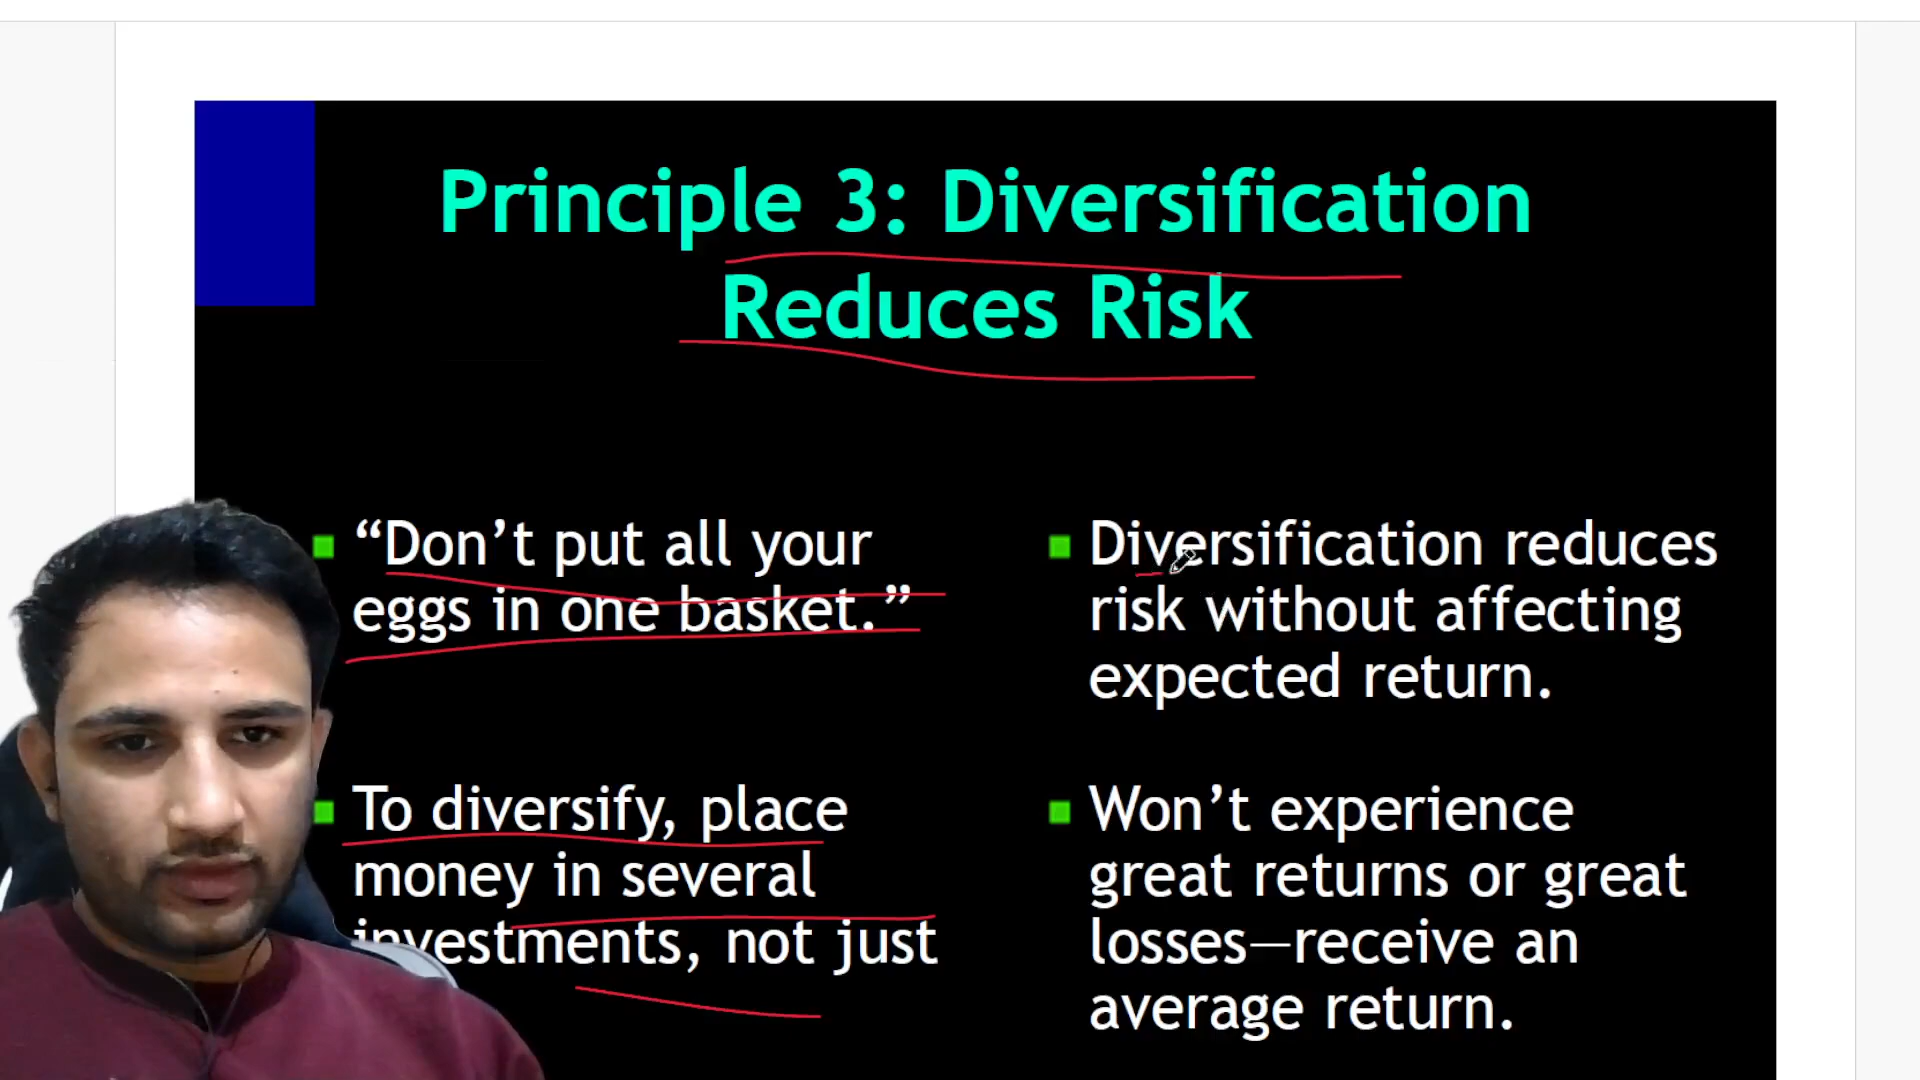 Principle 3: Diversification
Reduces Risk
“Don’t put all your
eggs in one basket.”
To diversify, place
money in several
investments, not just
Diversification reduces
risk without affecting
expected return.
Won’t experience
great returns or great
losses—receive an
average return.